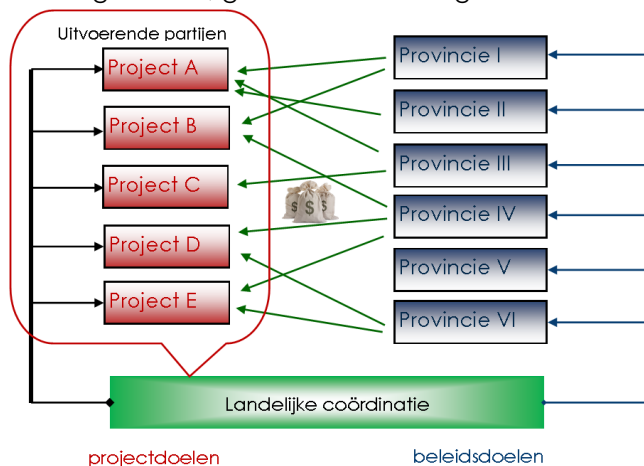 Uitvoerende partijen
Project A
Project B
Project C
Project D
Project E
Provincie I
Provincie II
Provincie III
Provincie IV
Provincie V
Provincie VI
$ $ $
Landelijke coördinatie
projectdoelen
beleidsdoelen